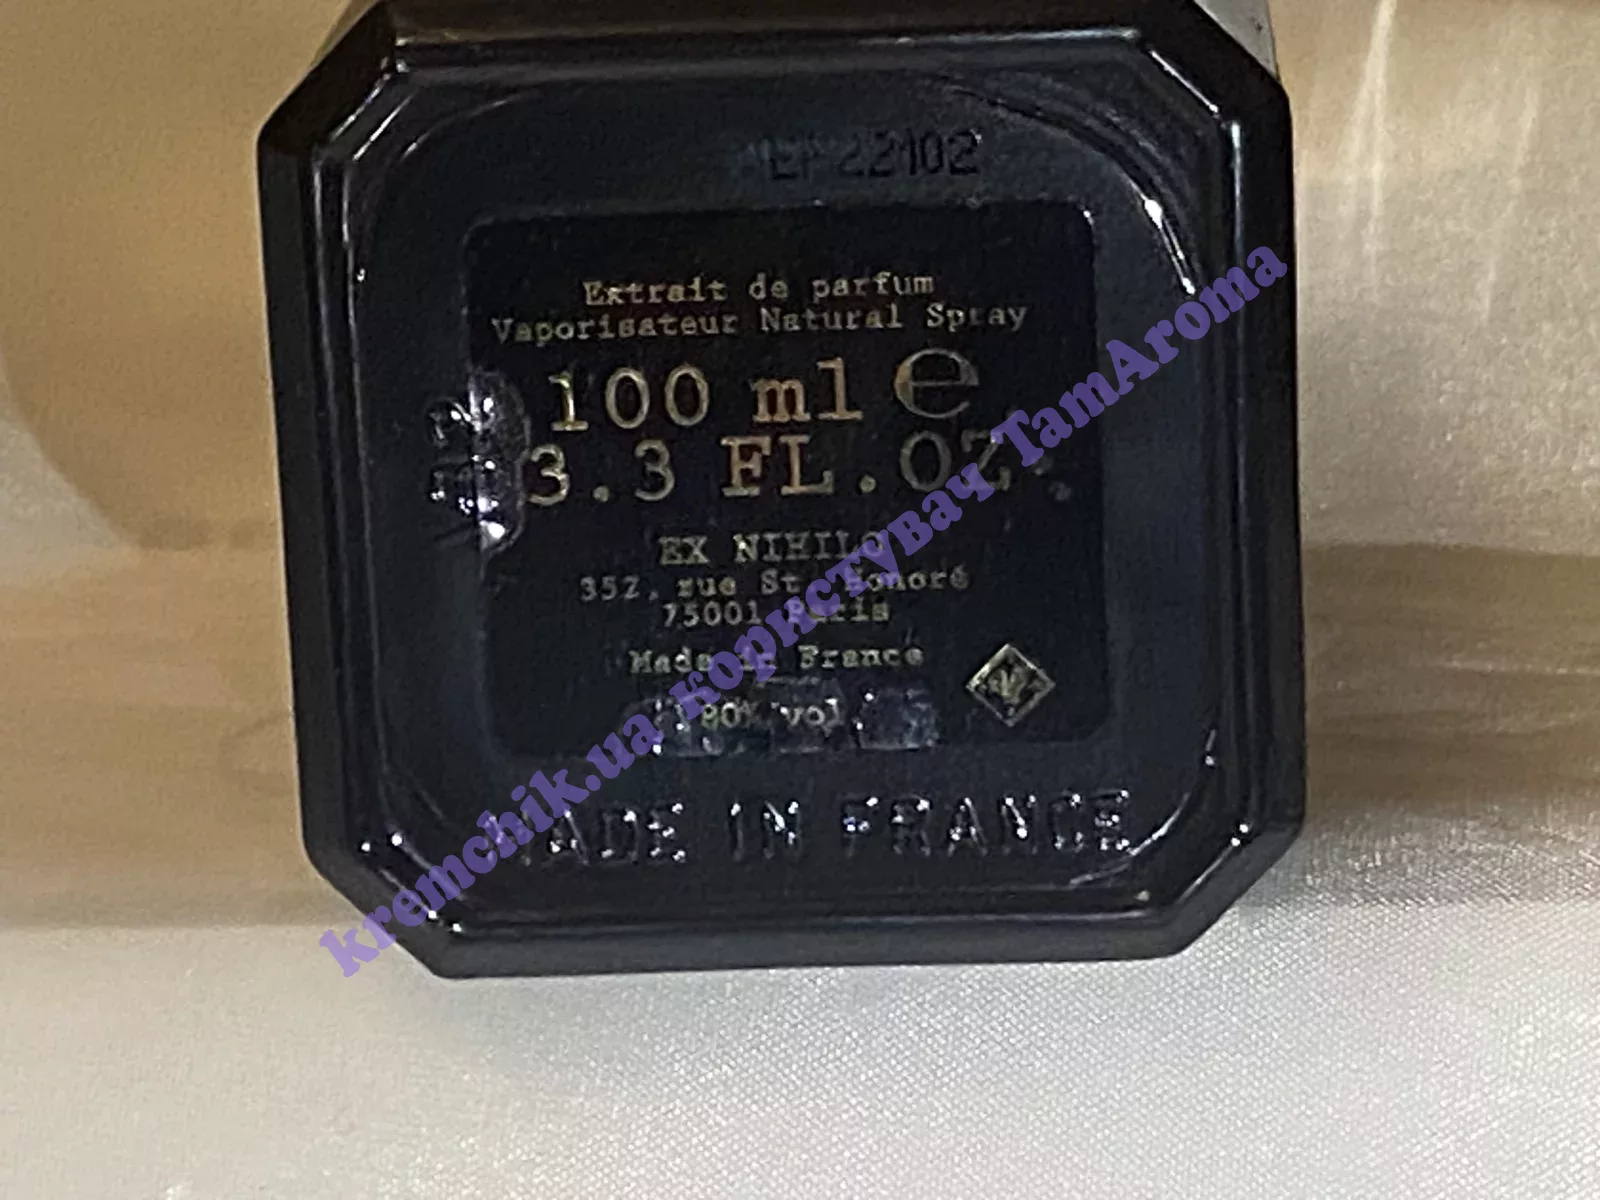 EP22102
Extrait de parfum
Vaporisateur Natural Spray
100 ml e
3.3 FL.OZ.
EX NIHILO
352, rue St Honoré
75001 Paris
Made in France
80% vol
MADE IN FRANCE
kremchik.ua користувач TamAroma